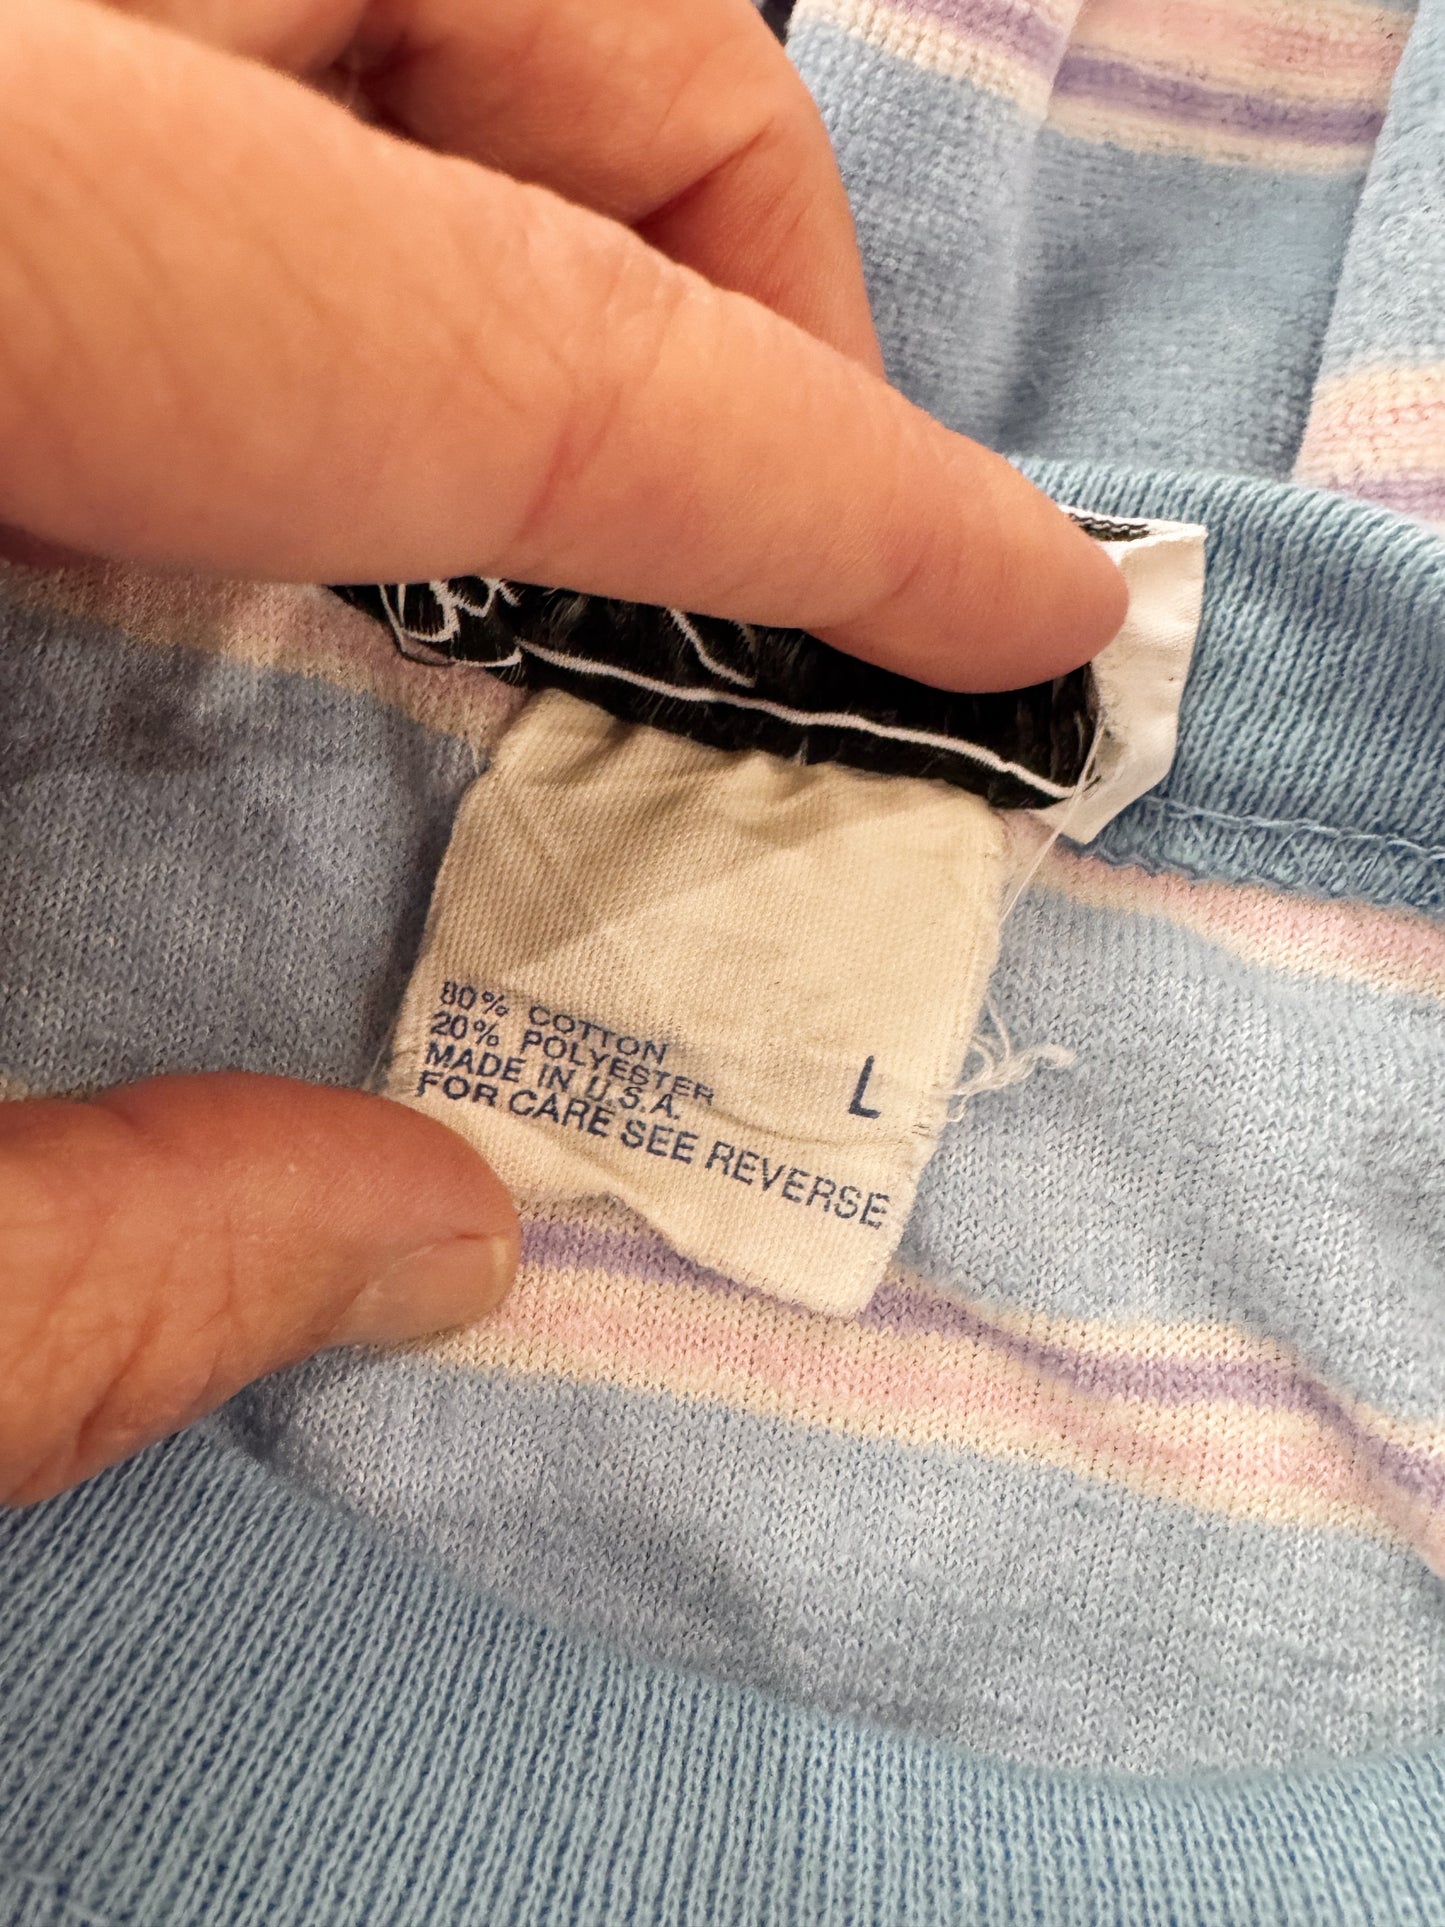 80% COTTON
20% POLYESTER
MADE IN U.S.A.
FOR CARE SEE REVERSE
L